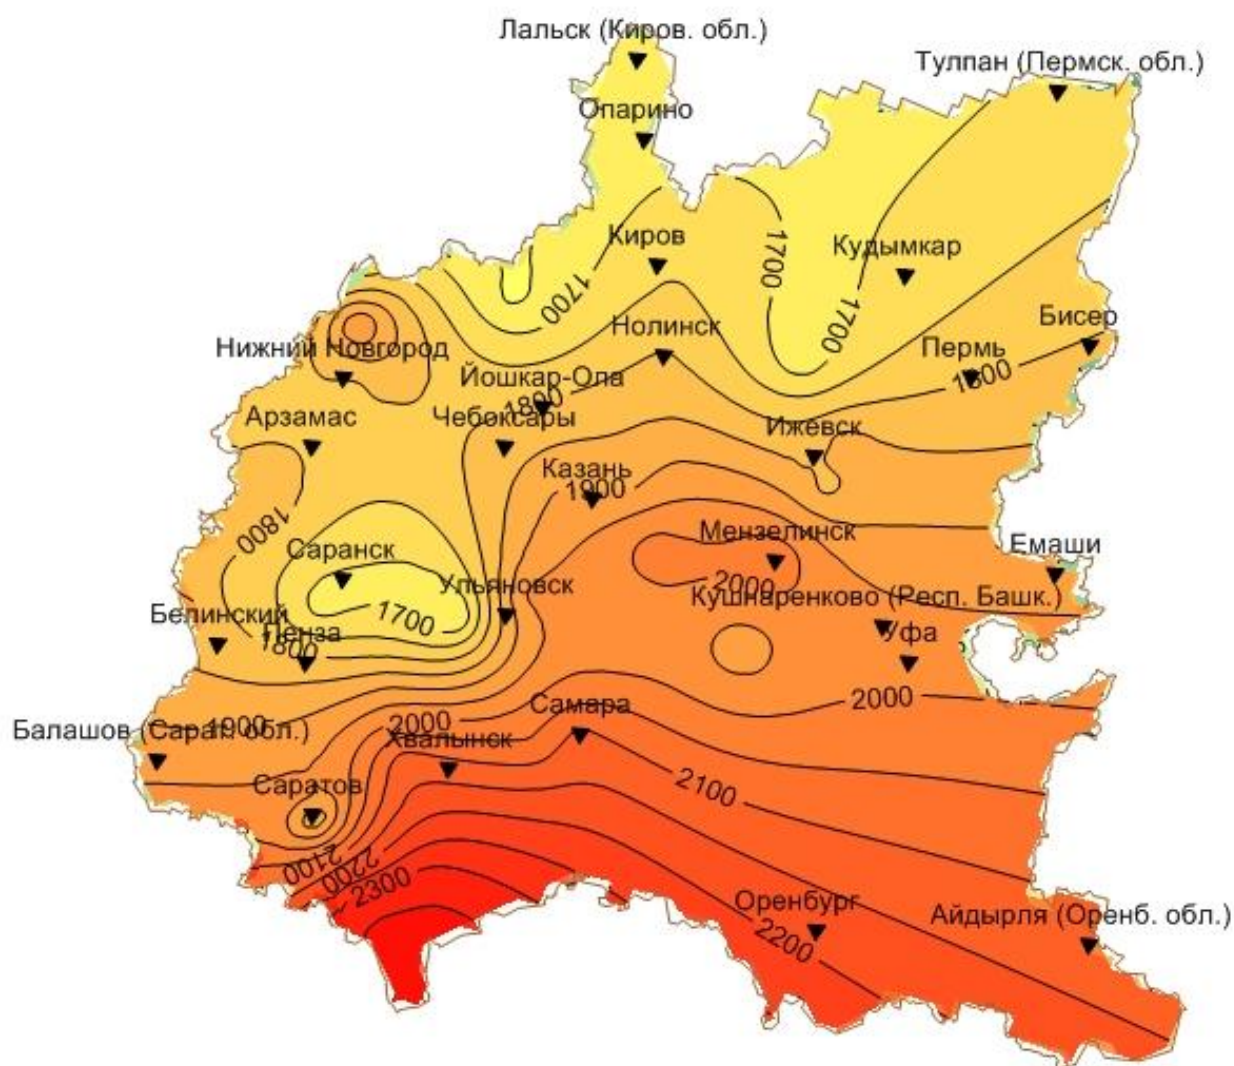 Лальск (Киров. обл.)
Тулпан (Пермск. обл.)
Опарино
Киров
1700
Кудымкар
1700
1700
Нолинск
Бисер
Нижний Новгород
Пермь
Йошкар-Ола
1800
1800
Арзамас
Чебоксары
Ижевск
Казань
1900
1800
Саранск
Мензелинск
Емаши
Ульяновск
2000
Кушнаренково (Респ. Башк.)
1700
Белинский
Пенза
1800
Уфа
2000
Самара
1900
2000
Балашов (Сарат. обл.)
Хвалынск
Саратов
2100
2100
2200
2300
Оренбург
Айдырля (Оренб. обл.)
2200